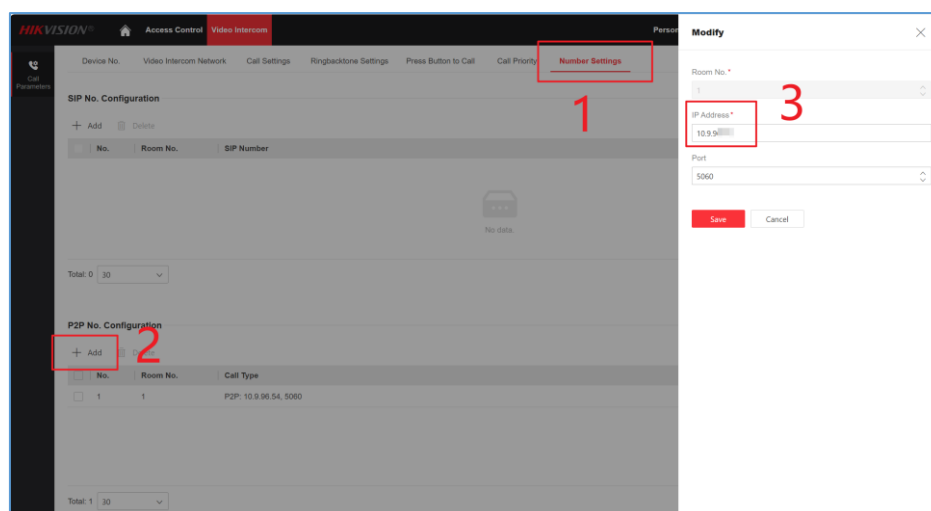 HIKVISION®
Access Control
Video Intercom
Person
Call
Parameters
Device No.
Video Intercom Network
Call Settings
Ringbacktone Settings
Press Button to Call
Call Priority
Number Settings
1
SIP No. Configuration
+ Add
Delete
No.
Room No.
SIP Number
No data.
Total: 0
30
P2P No. Configuration
+ Add
2
No.
Room No.
Call Type
1
1
P2P: 10.9.96.54, 5060
Total: 1
30
Modify
Room No.*
1
3
IP Address*
10.9.9
Port
5060
Save
Cancel